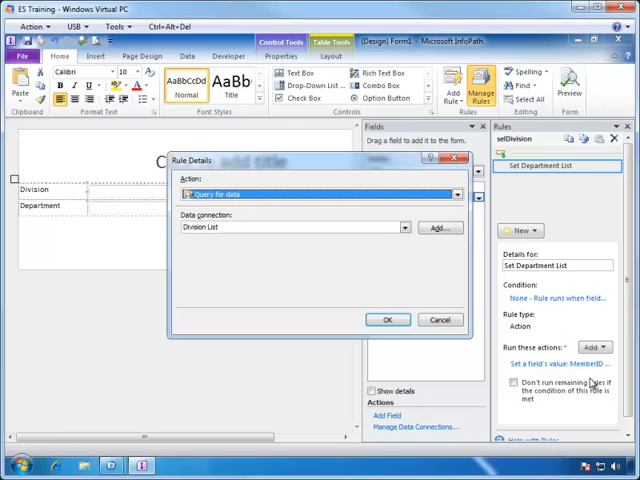 ES Training - Windows Virtual PC
Action USB Tools Ctrl+Alt+Del
Control Tools Table Tools (Design) Form1 - Microsoft InfoPath
File Home Insert Page Design Data Developer Properties Layout
Paste
Calibri 10
B I U
AaBbCcDd
Normal
AaBb
Title
Text Box Rich Text Box
Drop-Down List Combo Box
Check Box Option Button
Add Rule
Manage Rules
Spelling
Find
Select All
Preview
Clipboard Font Font Styles Controls Rules Editing Form
Division
Department
Fields
Drag a field to add it to the form.
Show details
Actions
Add Field
Manage Data Connections...
Rule Details
Action:
Query for data
Data connection:
Division List
Add...
OK Cancel
Rules
selDivision
Set Department List
New
Details for:
Set Department List
Condition:
None - Rule runs when field...
Rule type:
Action
Run these actions: * Add
Set a field's value: MemberID ...
Don't run remaining rules if
the condition of this rule is
met
Help with Rules